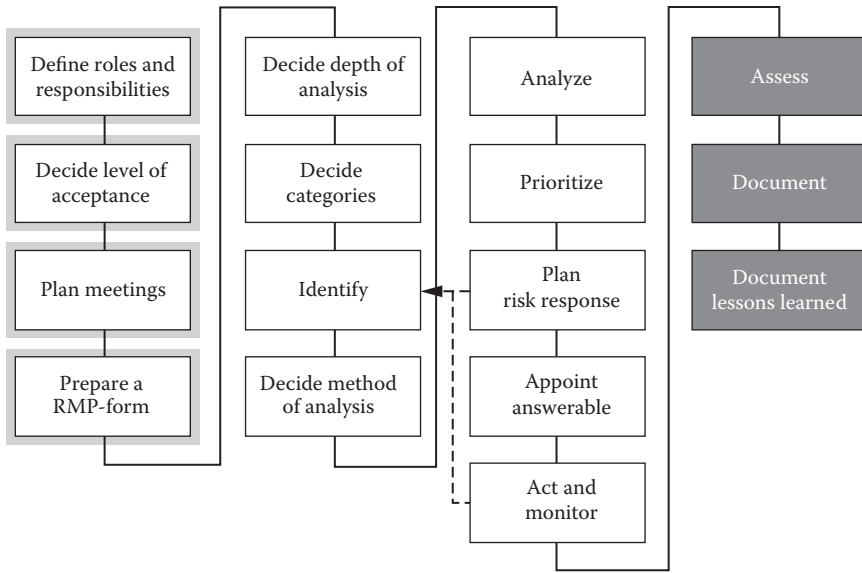 Define roles and
responsibilities
Decide level of
acceptance
Plan meetings
Prepare a
RMP-form
Decide depth of
analysis
Decide
categories
Identify
Decide method
of analysis
Analyze
Prioritize
Plan
risk response
Appoint
answerable
Act and
monitor
Assess
Document
Document
lessons learned